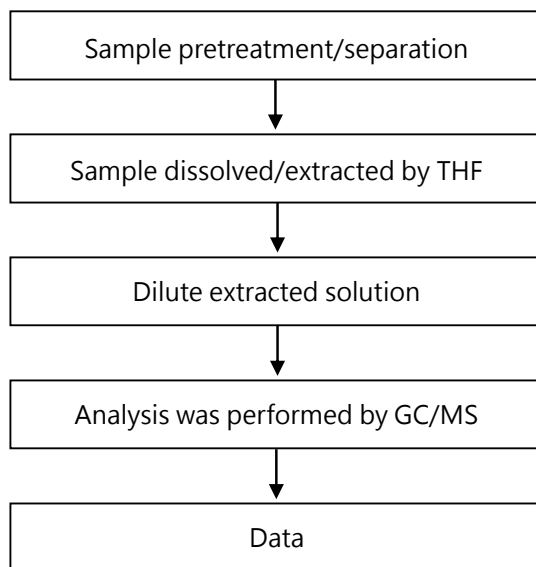 Sample pretreatment/separation
Sample dissolved/extracted by THF
Dilute extracted solution
Analysis was performed by GC/MS
Data